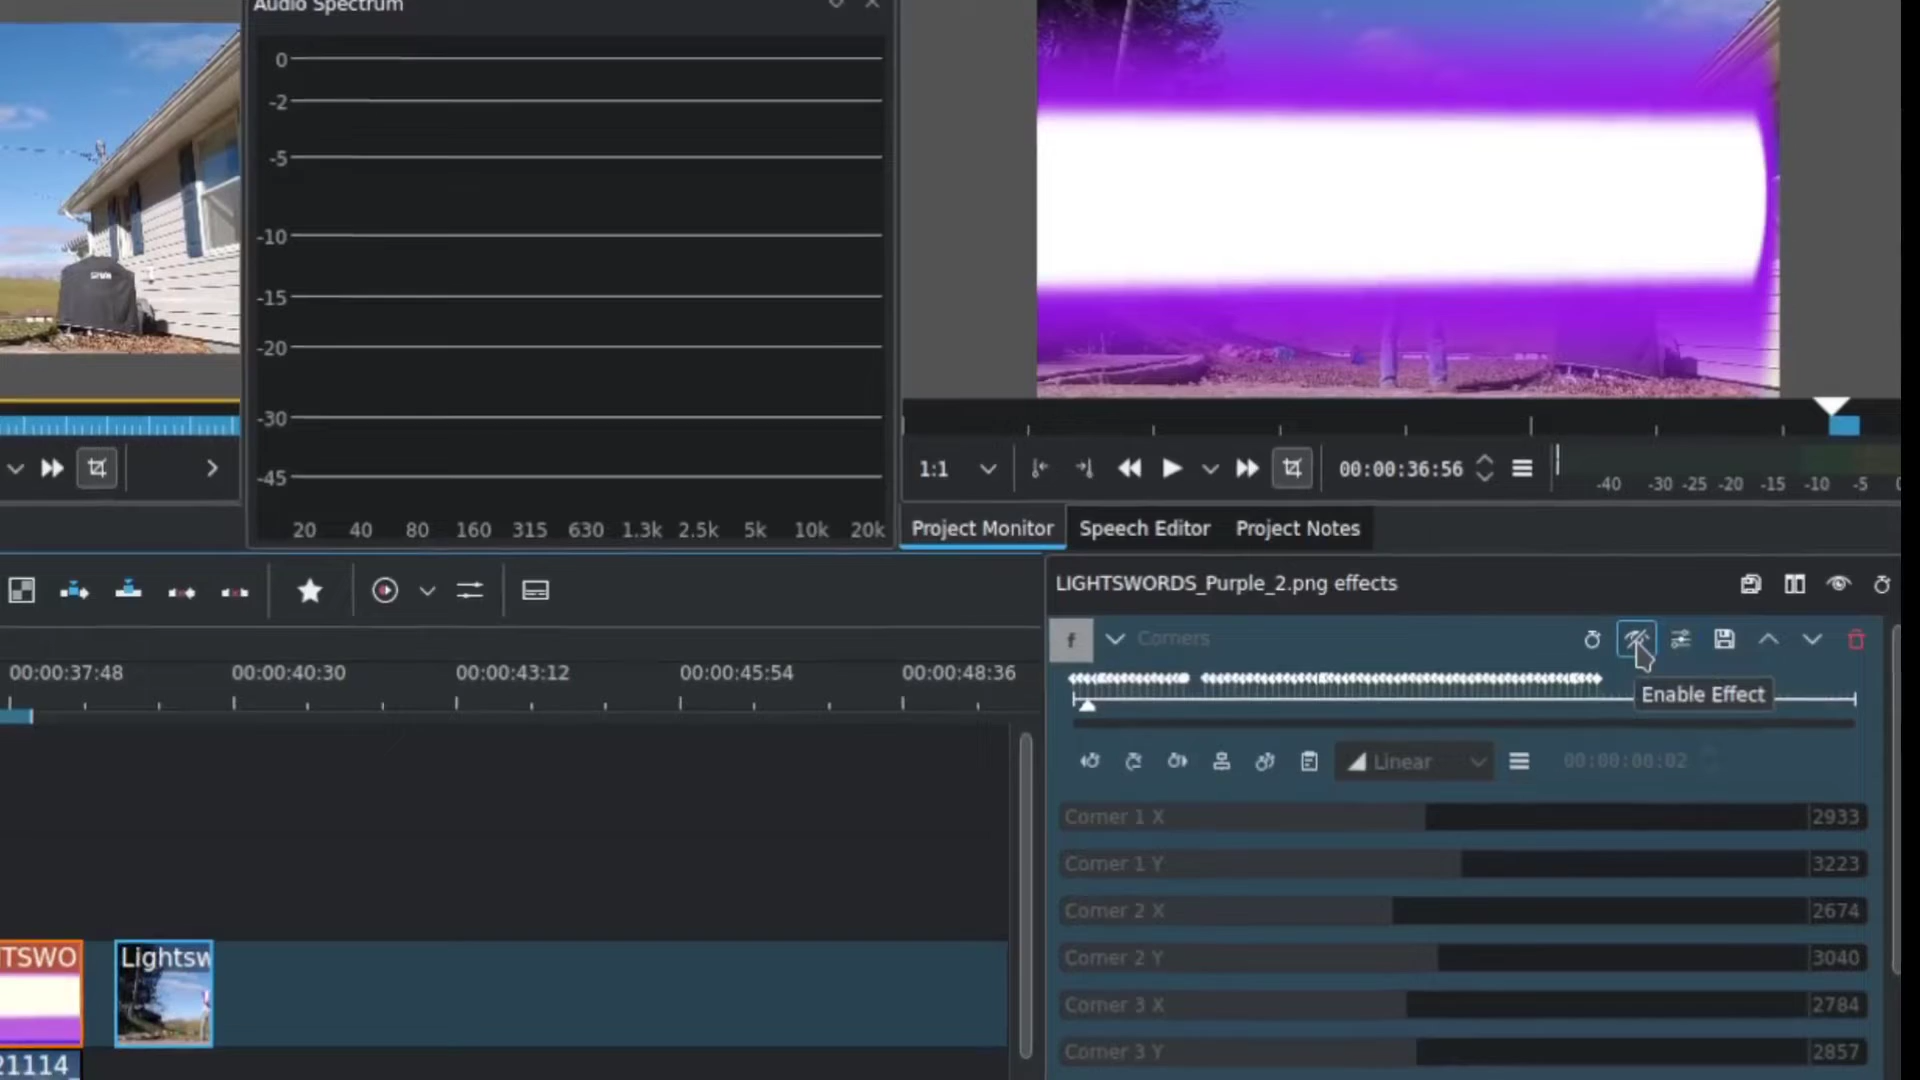 Audio Spectrum
0
-2
-5
-10
-15
-20
-30
-45
20 40 80 160 315 630 1.3k 2.5k 5k 10k 20k
1:1
00:00:36:56
-40 -30 -25 -20 -15 -10 -5 0
Project Monitor Speech Editor Project Notes
LIGHTSWORDS_Purple_2.png effects
f Corners
Enable Effect
Linear 00:00:00:02
Corner 1 X 2933
Corner 1 Y 3223
Corner 2 X 2674
Corner 2 Y 3040
Corner 3 X 2784
Corner 3 Y 2857
00:00:37:48 00:00:40:30 00:00:43:12 00:00:45:54 00:00:48:36
TSWO
Lightsw
21114